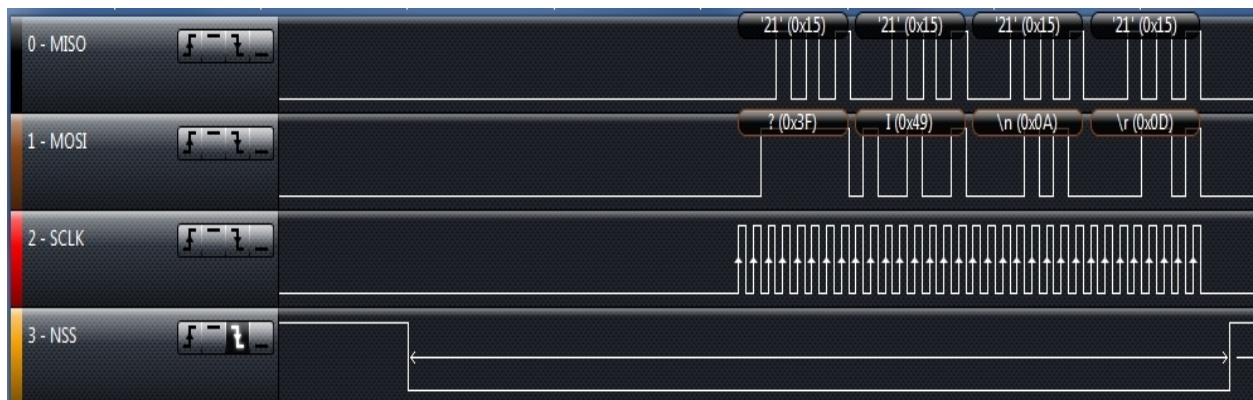 0 - MISO
'21' (0x15) '21' (0x15) '21' (0x15) '21' (0x15)
1 - MOSI
? (0x3F) I (0x49) \n (0x0A) \r (0x0D)
2 - SCLK
3 - NSS